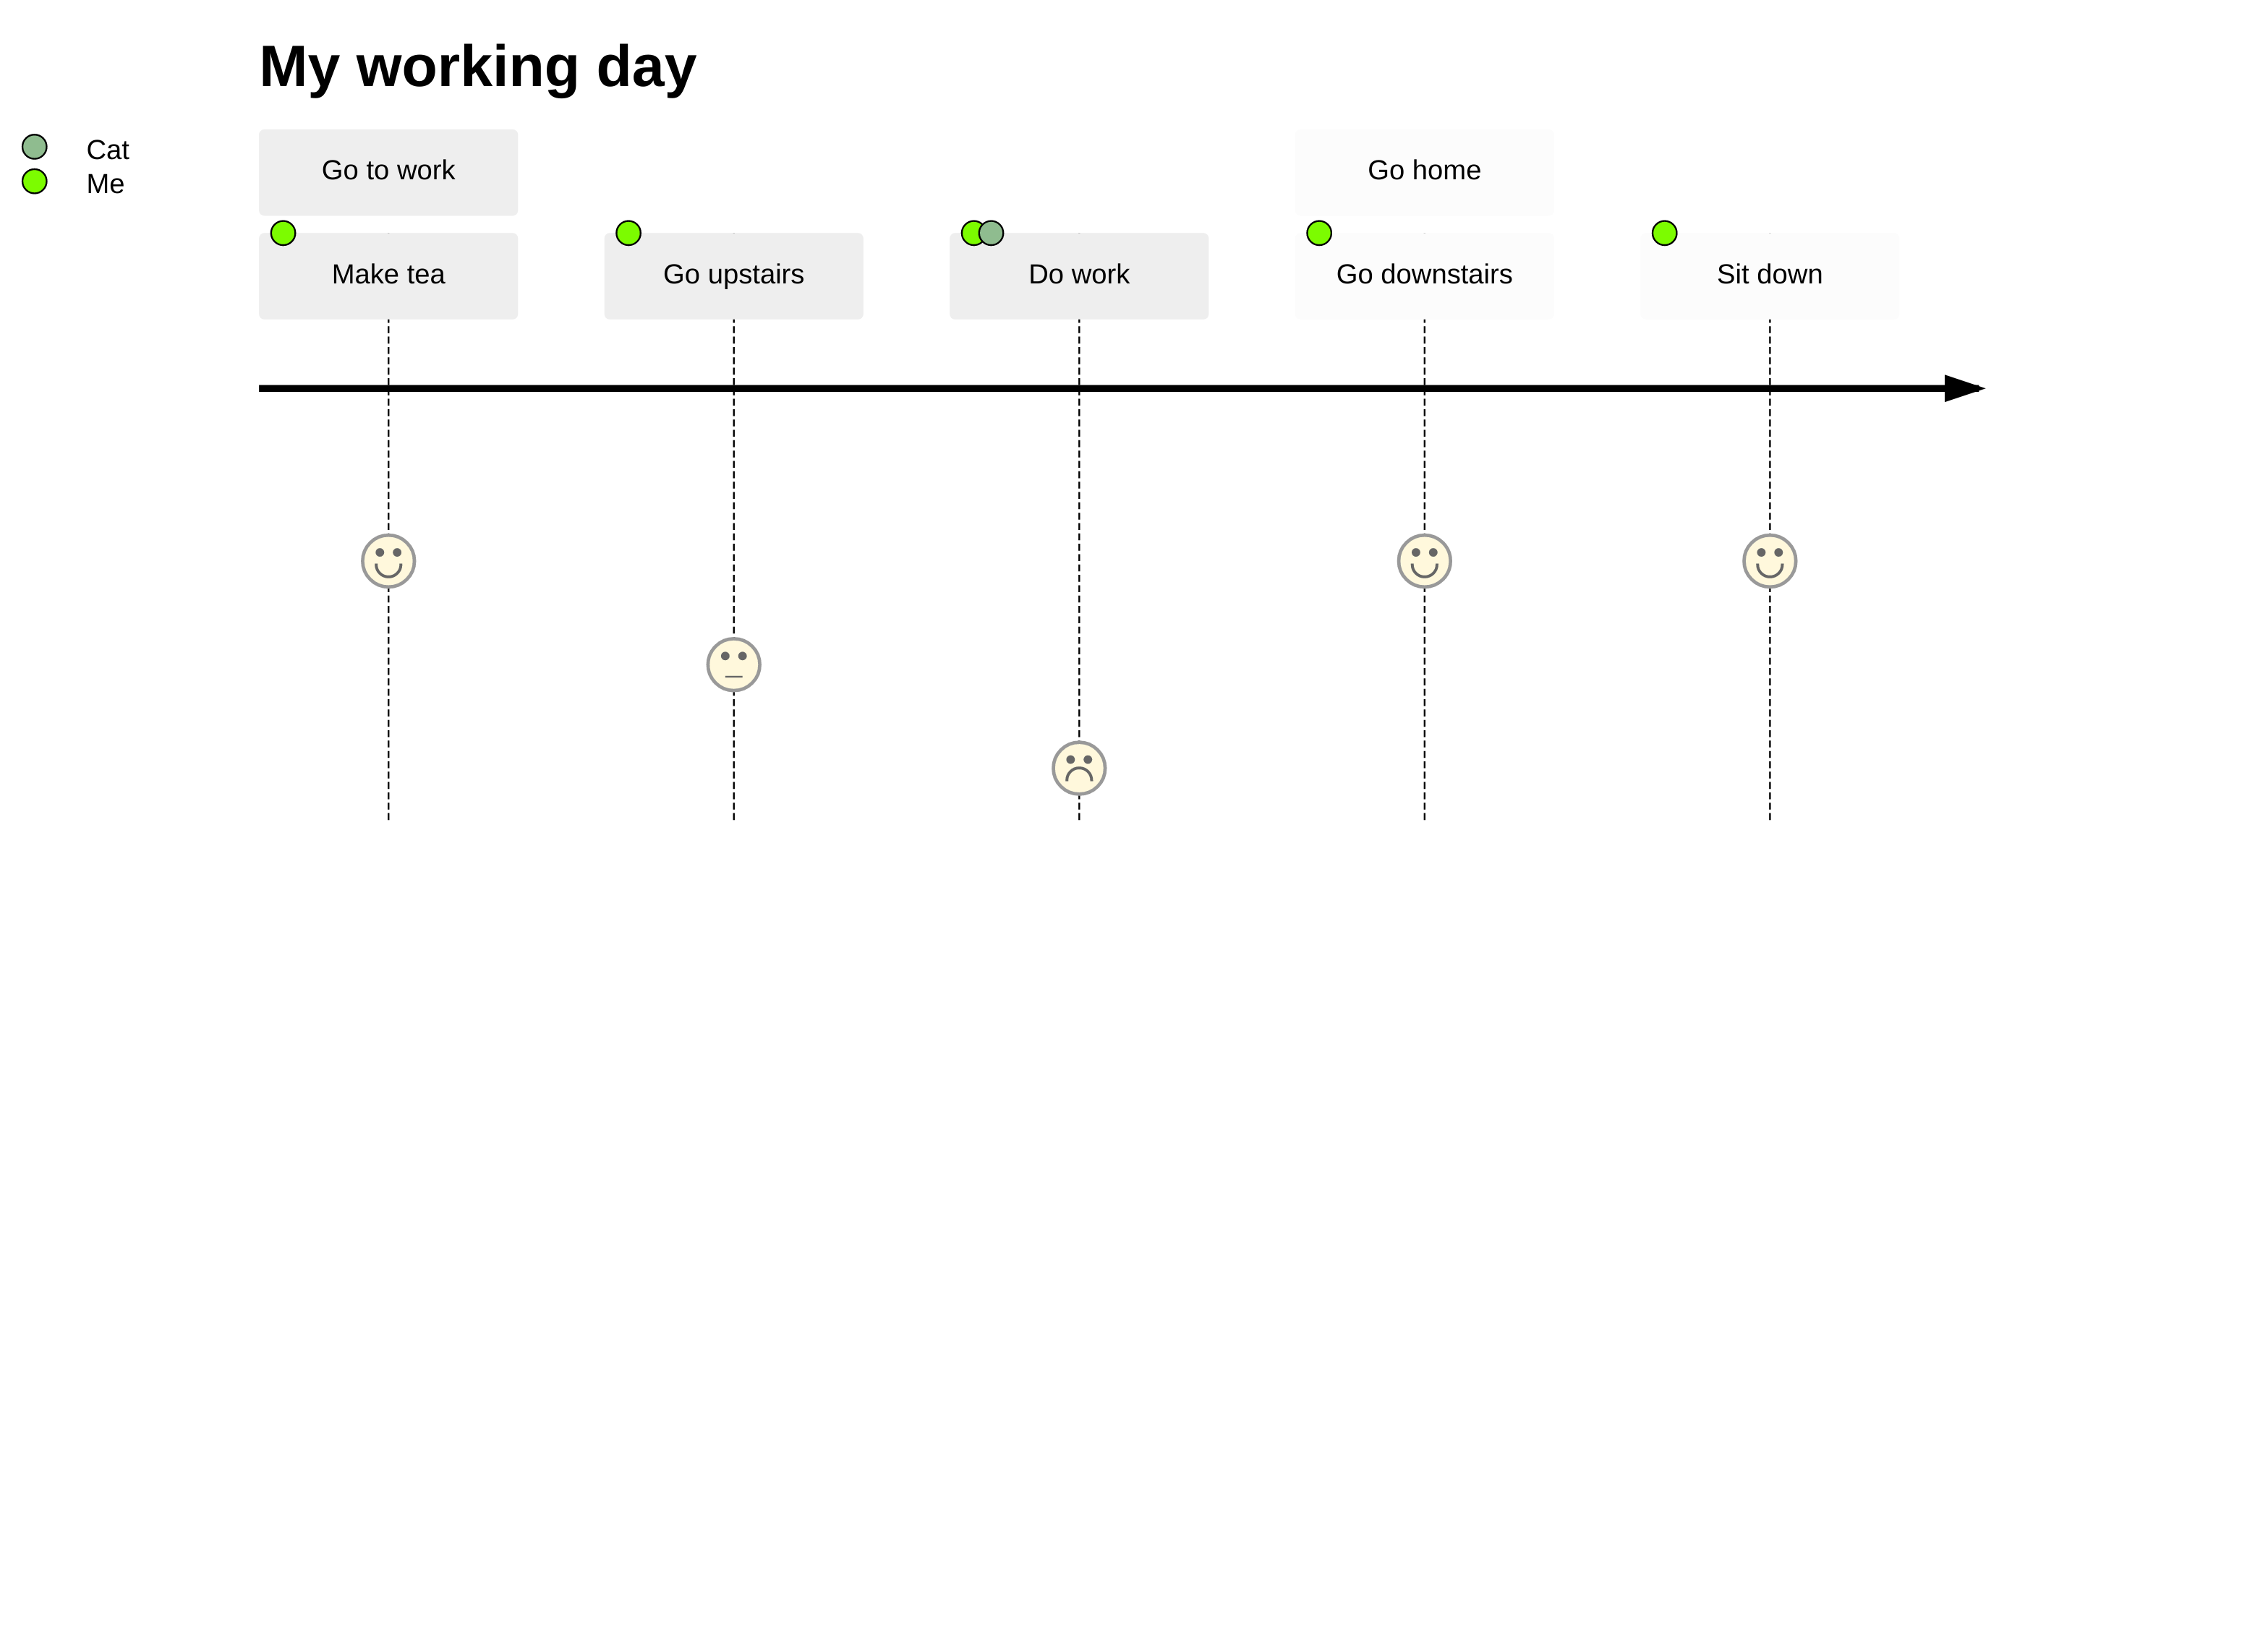 My working day
Cat
Me
Go to work
Go home
Make tea
Go upstairs
Do work
Go downstairs
Sit down